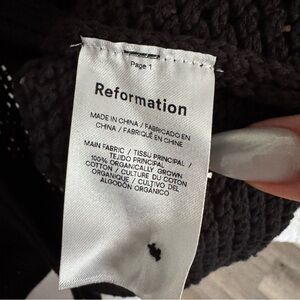 Page 1
Reformation
MADE IN CHINA / FABRICADO EN
CHINA / FABRIQUÉ EN CHINE
MAIN FABRIC / TISSU PRINCIPAL /
TEJIDO PRINCIPAL
100% ORGANICALLY GROWN
COTTON / CULTURE DU COTON
ORGANIQUE / CULTIVO DEL
ALGODÓN ORGÁNICO